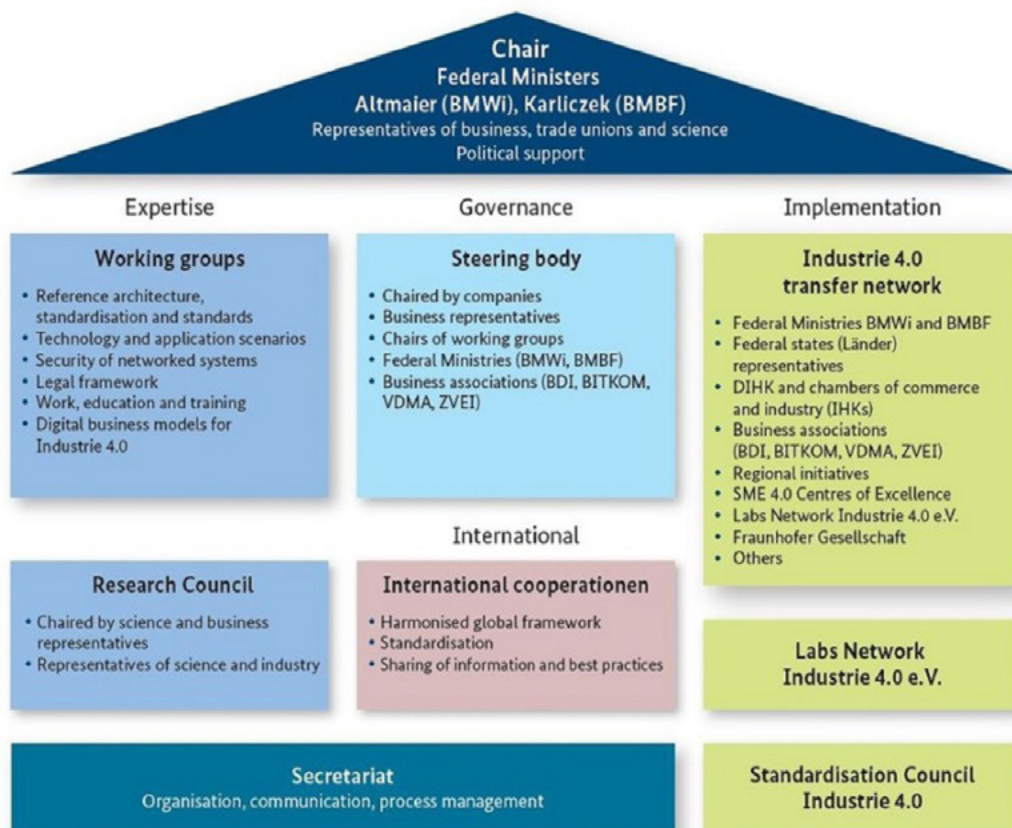 Chair
Federal Ministers
Altmaier (BMWi), Karliczek (BMBF)
Representatives of business, trade unions and science
Political support
Expertise
Working groups
• Reference architecture,
standardisation and standards
• Technology and application scenarios
• Security of networked systems
• Legal framework
• Work, education and training
• Digital business models for
Industrie 4.0
Research Council
• Chaired by science and business
representatives
• Representatives of science and industry
Governance
Steering body
• Chaired by companies
• Business representatives
• Chairs of working groups
• Federal Ministries (BMWi, BMBF)
• Business associations (BDI, BITKOM,
VDMA, ZVEI)
International
International cooperationen
• Harmonised global framework
• Standardisation
• Sharing of information and best practices
Implementation
Industrie 4.0
transfer network
• Federal Ministries BMWi and BMBF
• Federal states (Länder)
representatives
• DIHK and chambers of commerce
and industry (IHKs)
• Business associations
(BDI, BITKOM, VDMA, ZVEI)
• Regional initiatives
• SME 4.0 Centres of Excellence
• Labs Network Industrie 4.0 e.V.
• Fraunhofer Gesellschaft
• Others
Labs Network
Industrie 4.0 e.V.
Secretariat
Organisation, communication, process management
Standardisation Council
Industrie 4.0